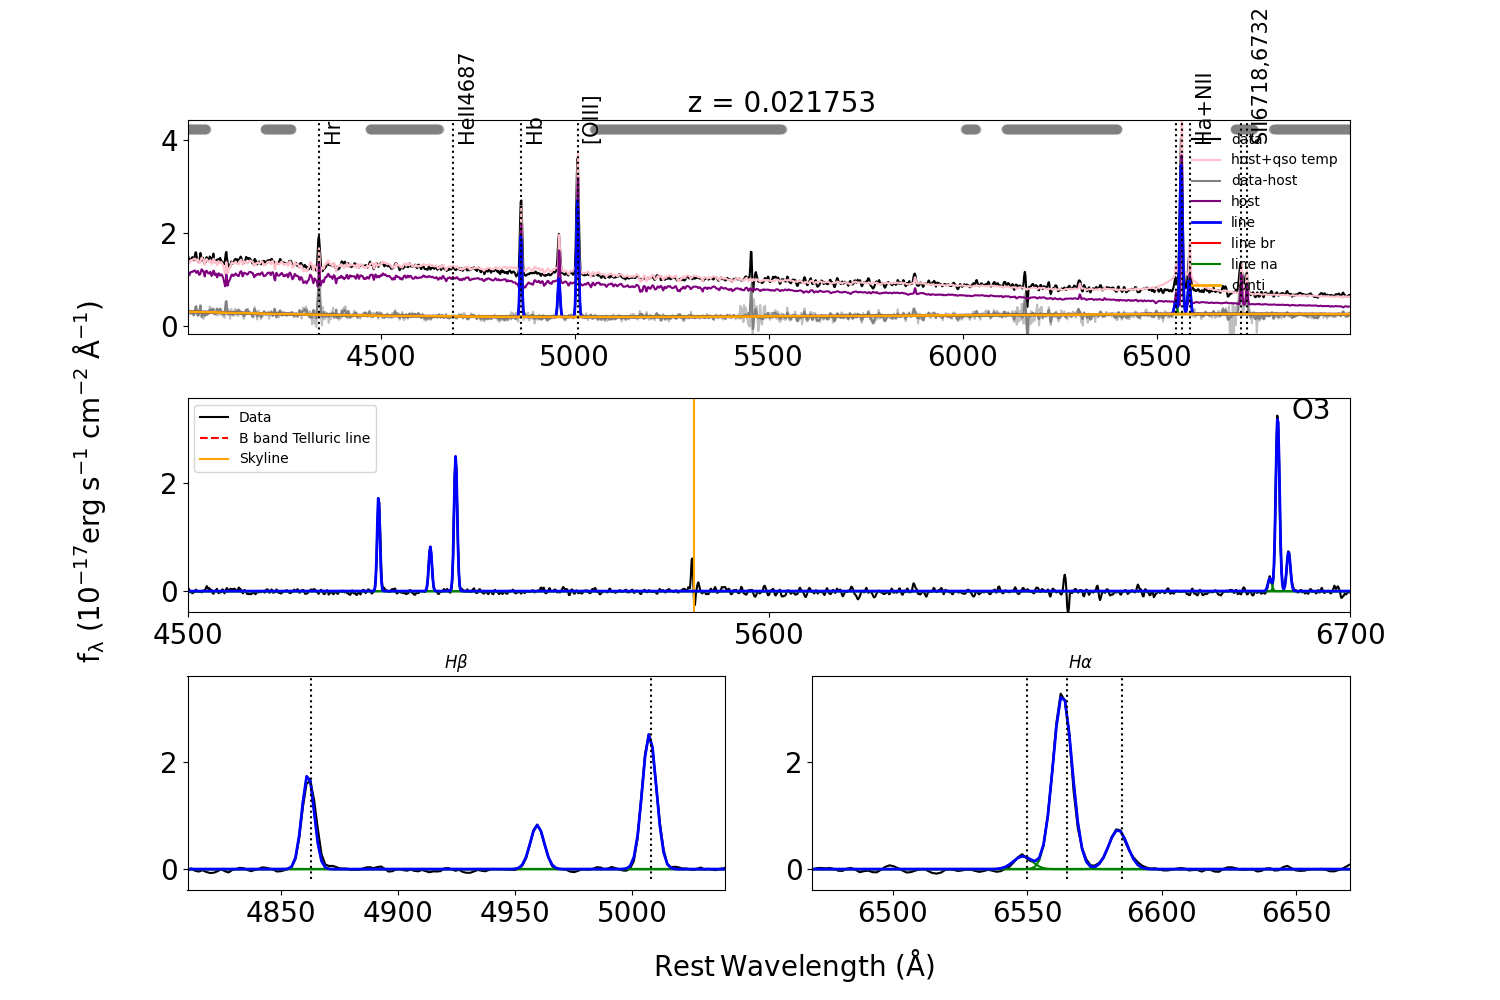 z = 0.021753
Hr
HeII4687
Hb
[OIII]
Ha+NII
SII6718,6732
data
host+qso temp
data-host
host
line
line br
line na
conti
4
2
0
4500
5000
5500
6000
6500
Data
B band Telluric line
Skyline
O3
2
0
4500
5600
6700
fλ (10⁻¹⁷erg s⁻¹ cm⁻² Å⁻¹)
Hβ
2
0
4850
4900
4950
5000
Hα
2
0
6500
6550
6600
6650
Rest Wavelength (Å)